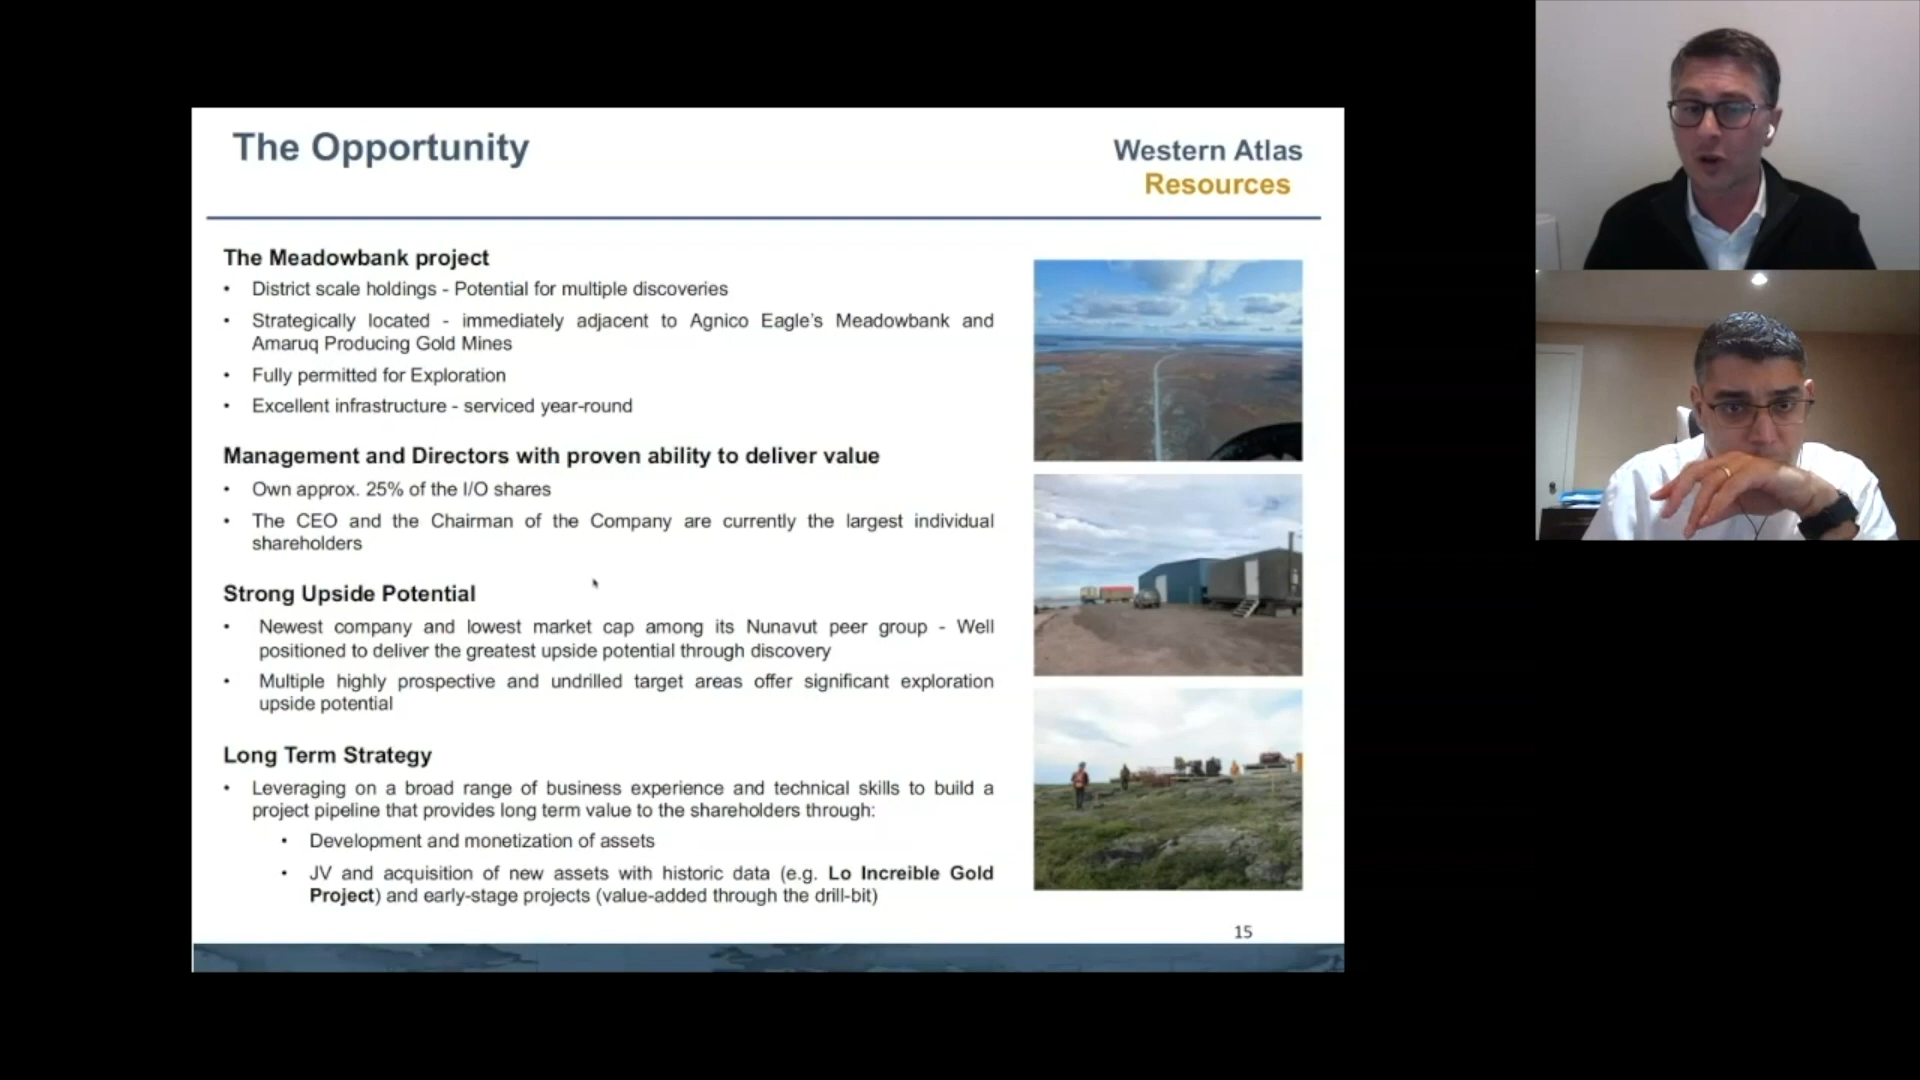 The Opportunity
Western Atlas
Resources
The Meadowbank project
• District scale holdings - Potential for multiple discoveries
• Strategically located - immediately adjacent to Agnico Eagle's Meadowbank and
Amaruq Producing Gold Mines
• Fully permitted for Exploration
• Excellent infrastructure - serviced year-round
Management and Directors with proven ability to deliver value
• Own approx. 25% of the I/O shares
• The CEO and the Chairman of the Company are currently the largest individual
shareholders
Strong Upside Potential
• Newest company and lowest market cap among its Nunavut peer group - Well
positioned to deliver the greatest upside potential through discovery
• Multiple highly prospective and undrilled target areas offer significant exploration
upside potential
Long Term Strategy
• Leveraging on a broad range of business experience and technical skills to build a
project pipeline that provides long term value to the shareholders through:
• Development and monetization of assets
• JV and acquisition of new assets with historic data (e.g. Lo Increible Gold
Project) and early-stage projects (value-added through the drill-bit)
15